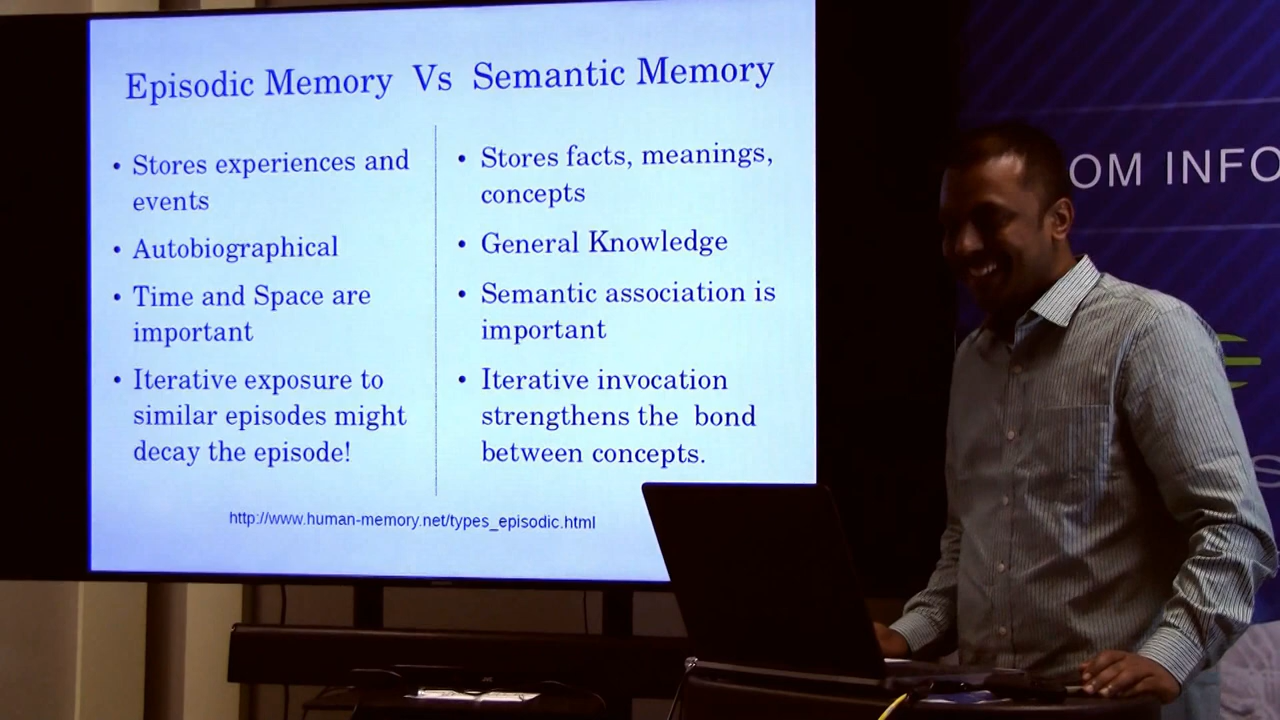 Episodic Memory Vs Semantic Memory
• Stores experiences and
events
• Autobiographical
• Time and Space are
important
• Iterative exposure to
similar episodes might
decay the episode!
• Stores facts, meanings,
concepts
• General Knowledge
• Semantic association is
important
• Iterative invocation
strengthens the bond
between concepts.
http://www.human-memory.net/types_episodic.html
OM INFO
S